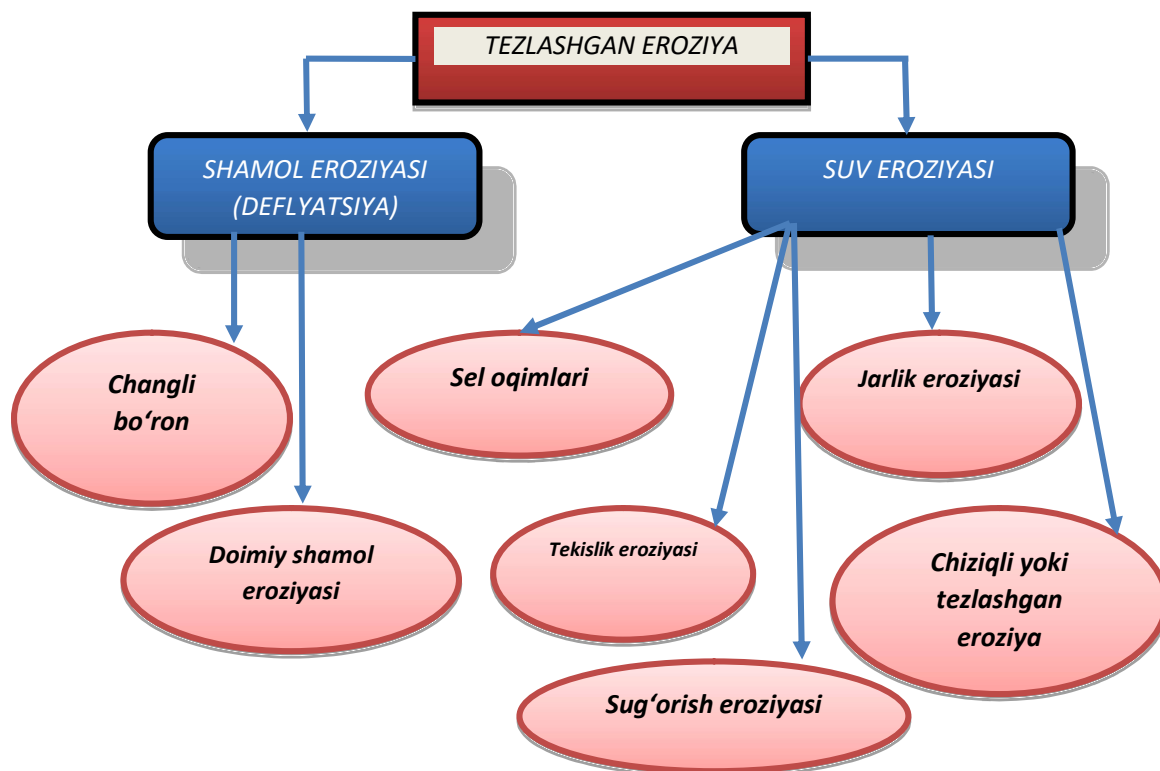 TEZLASHGAN EROZIYA
SHAMOL EROZIYASI
(DEFLYATSIYA)
SUV EROZIYASI
Changli
bo‘ron
Sel oqimlari
Jarlik eroziyasi
Doimiy shamol
eroziyasi
Tekislik eroziyasi
Chiziqli yoki
tezlashgan
eroziya
Sug‘orish eroziyasi